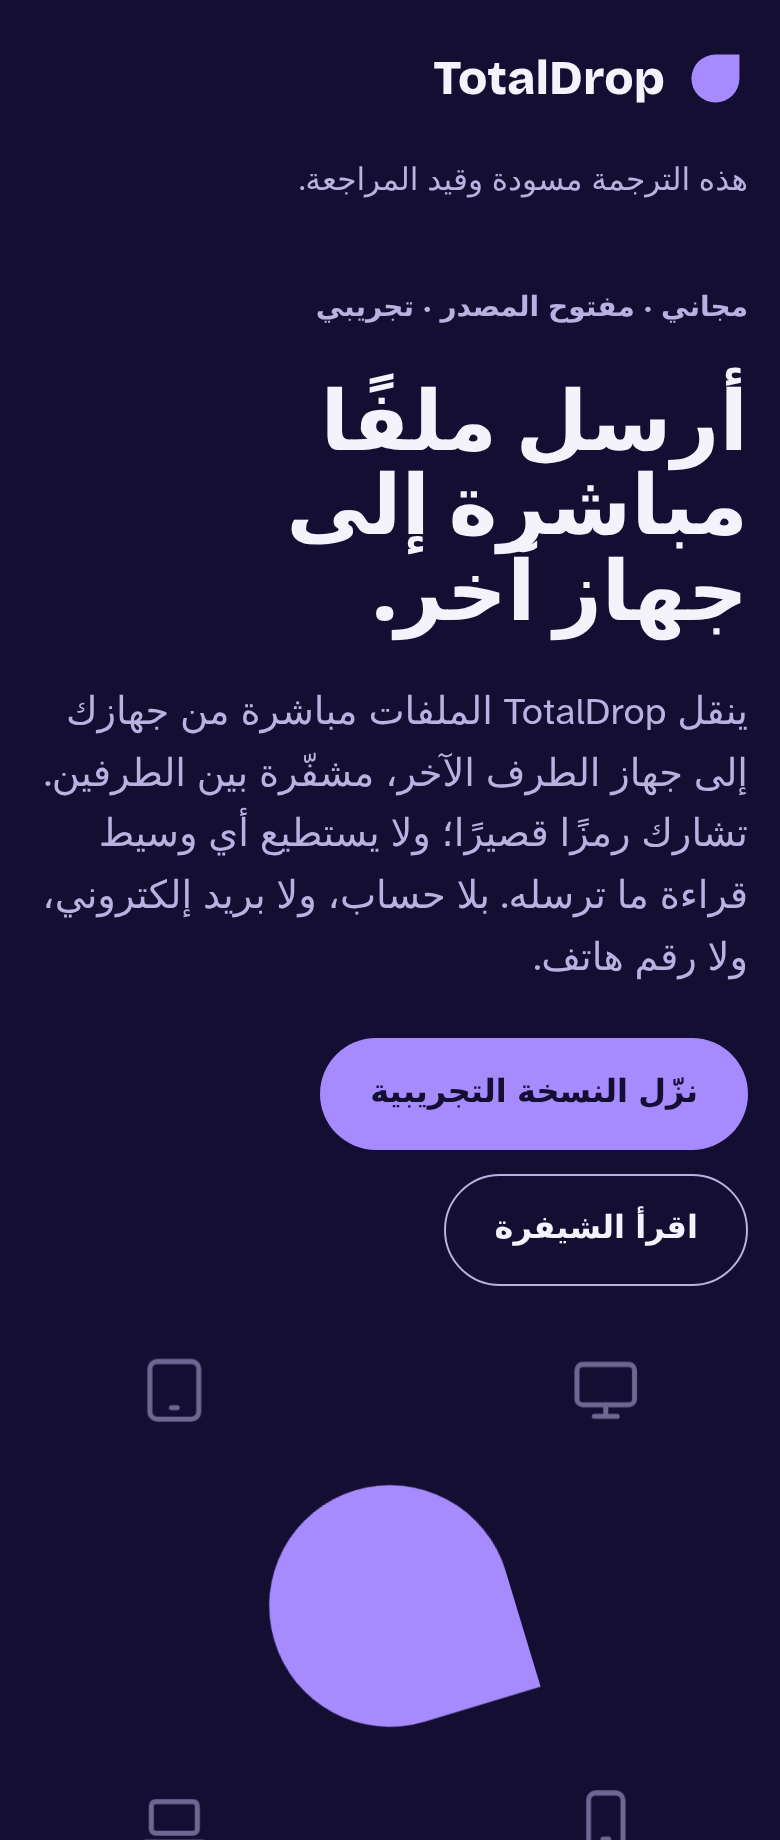 TotalDrop
هذه الترجمة مسودة وقيد المراجعة.
مجاني · مفتوح المصدر · تجريبي
أرسل ملفًا
مباشرة إلى
جهاز آخر.
ينقل TotalDrop الملفات مباشرة من جهازك
إلى جهاز الطرف الآخر، مشفّرة بين الطرفين.
تشارك رمزًا قصيرًا؛ ولا يستطيع أي وسيط
قراءة ما ترسله. بلا حساب، ولا بريد إلكتروني،
ولا رقم هاتف.
نزّل النسخة التجريبية
اقرأ الشيفرة